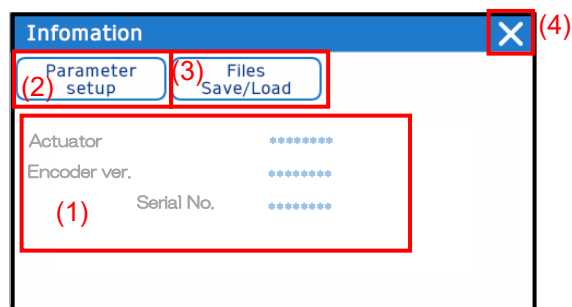 Infomation
(4)
Parameter
setup
(2)
(3)
Files
Save/Load
Actuator ********
Encoder ver. ********
Serial No. ********
(1)